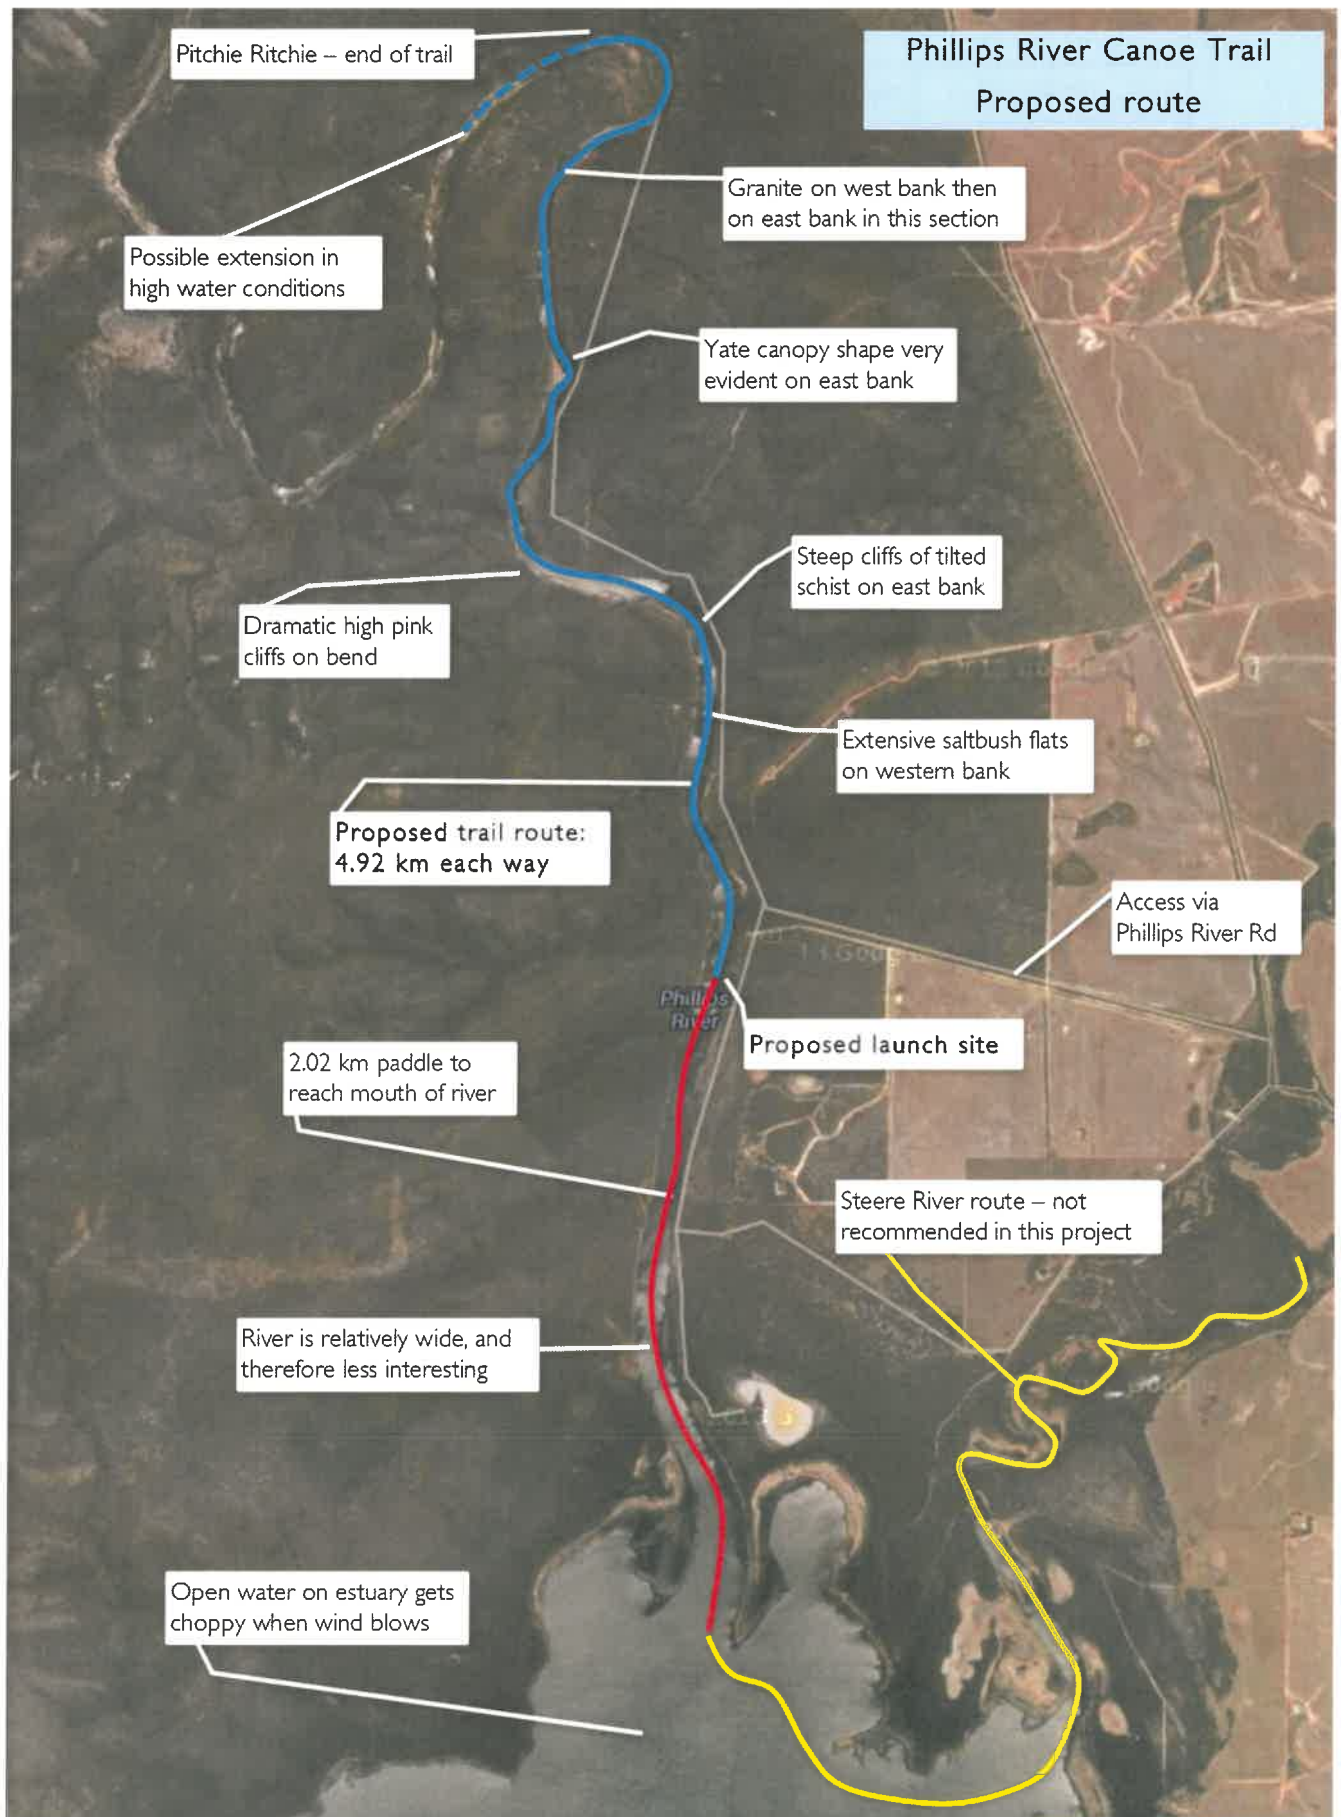 Phillips River Canoe Trail
Proposed route
Pitchie Ritchie – end of trail
Granite on west bank then
on east bank in this section
Possible extension in
high water conditions
Yate canopy shape very
evident on east bank
Steep cliffs of tilted
schist on east bank
Dramatic high pink
cliffs on bend
Extensive saltbush flats
on western bank
Proposed trail route:
4.92 km each way
Access via
Phillips River Rd
Phillips
River
Proposed launch site
2.02 km paddle to
reach mouth of river
Steere River route – not
recommended in this project
River is relatively wide, and
therefore less interesting
Open water on estuary gets
choppy when wind blows